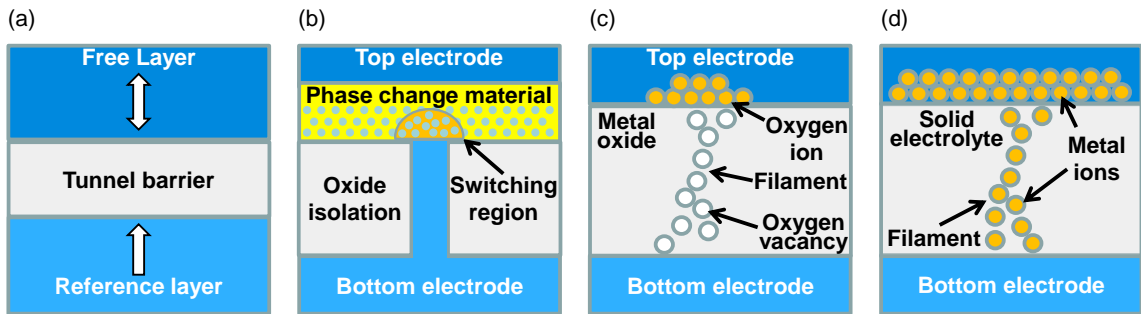 (a)
Free Layer
Tunnel barrier
Reference layer
(b)
Top electrode
Phase change material
Oxide
isolation
Switching
region
Bottom electrode
(c)
Top electrode
Metal
oxide
Oxygen
ion
Filament
Oxygen
vacancy
Bottom electrode
(d)
Solid
electrolyte
Metal
ions
Filament
Bottom electrode